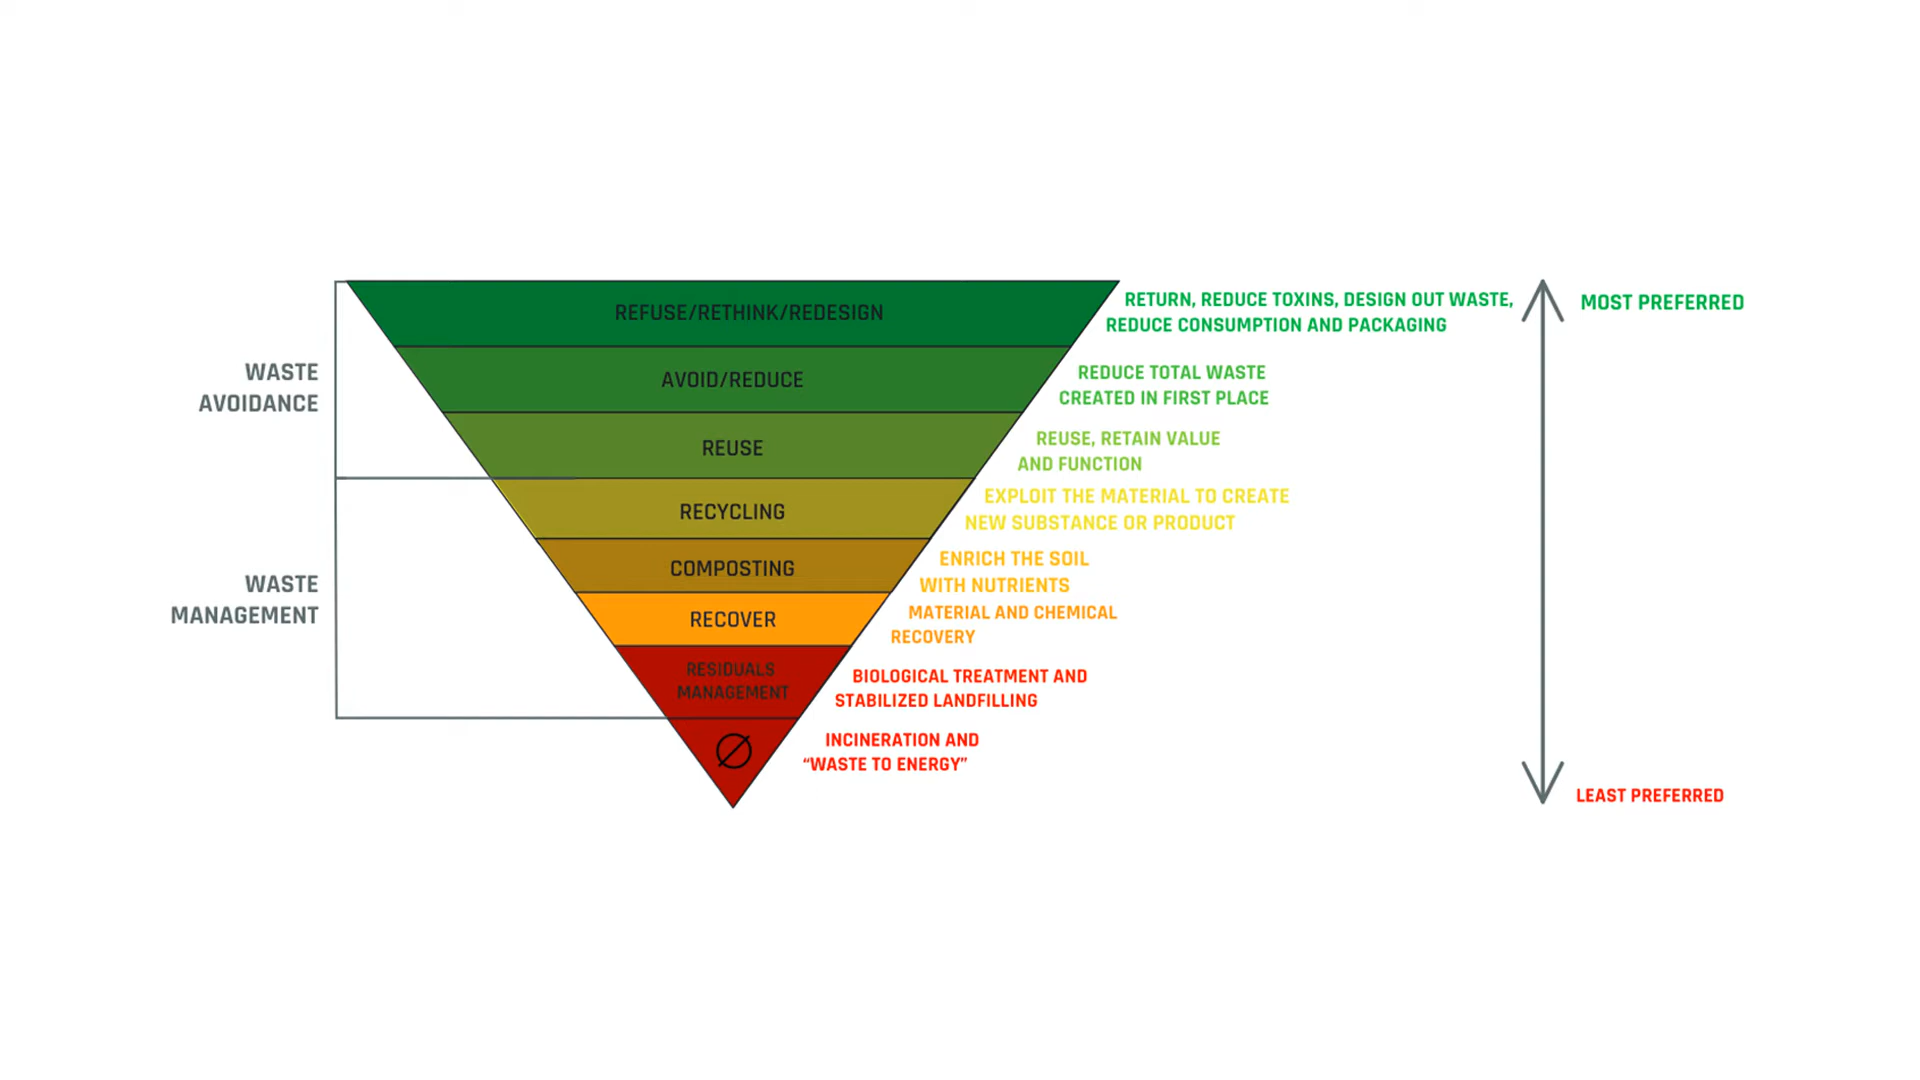 REFUSE/RETHINK/REDESIGN
RETURN, REDUCE TOXINS, DESIGN OUT WASTE,
REDUCE CONSUMPTION AND PACKAGING
MOST PREFERRED
WASTE
AVOIDANCE
AVOID/REDUCE
REDUCE TOTAL WASTE
CREATED IN FIRST PLACE
REUSE
REUSE, RETAIN VALUE
AND FUNCTION
RECYCLING
EXPLOIT THE MATERIAL TO CREATE
NEW SUBSTANCE OR PRODUCT
WASTE
MANAGEMENT
COMPOSTING
ENRICH THE SOIL
WITH NUTRIENTS
RECOVER
MATERIAL AND CHEMICAL
RECOVERY
RESIDUALS
MANAGEMENT
BIOLOGICAL TREATMENT AND
STABILIZED LANDFILLING
INCINERATION AND
“WASTE TO ENERGY”
LEAST PREFERRED